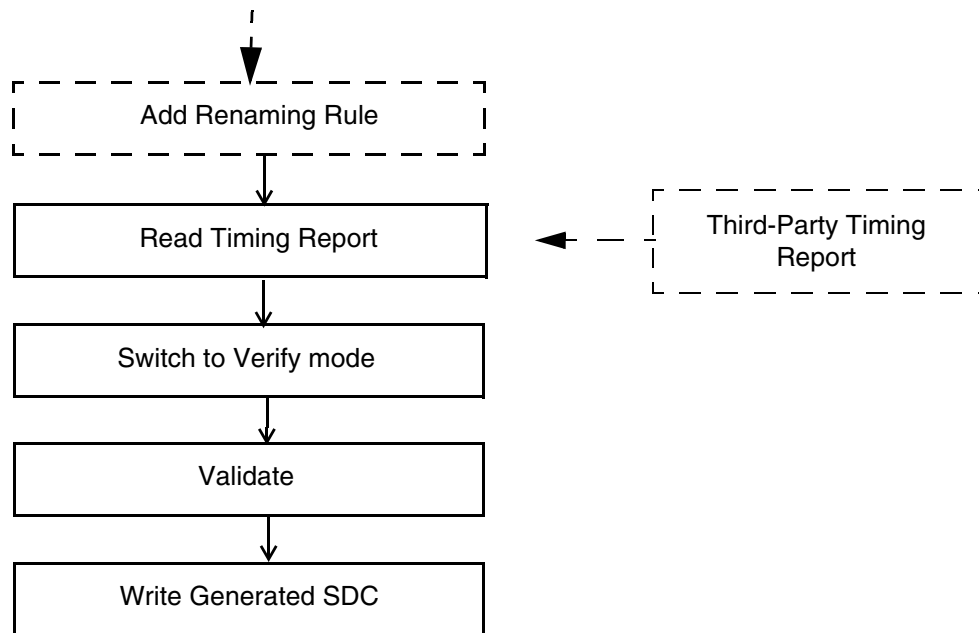 Add Renaming Rule
Read Timing Report
Third-Party Timing
Report
Switch to Verify mode
Validate
Write Generated SDC